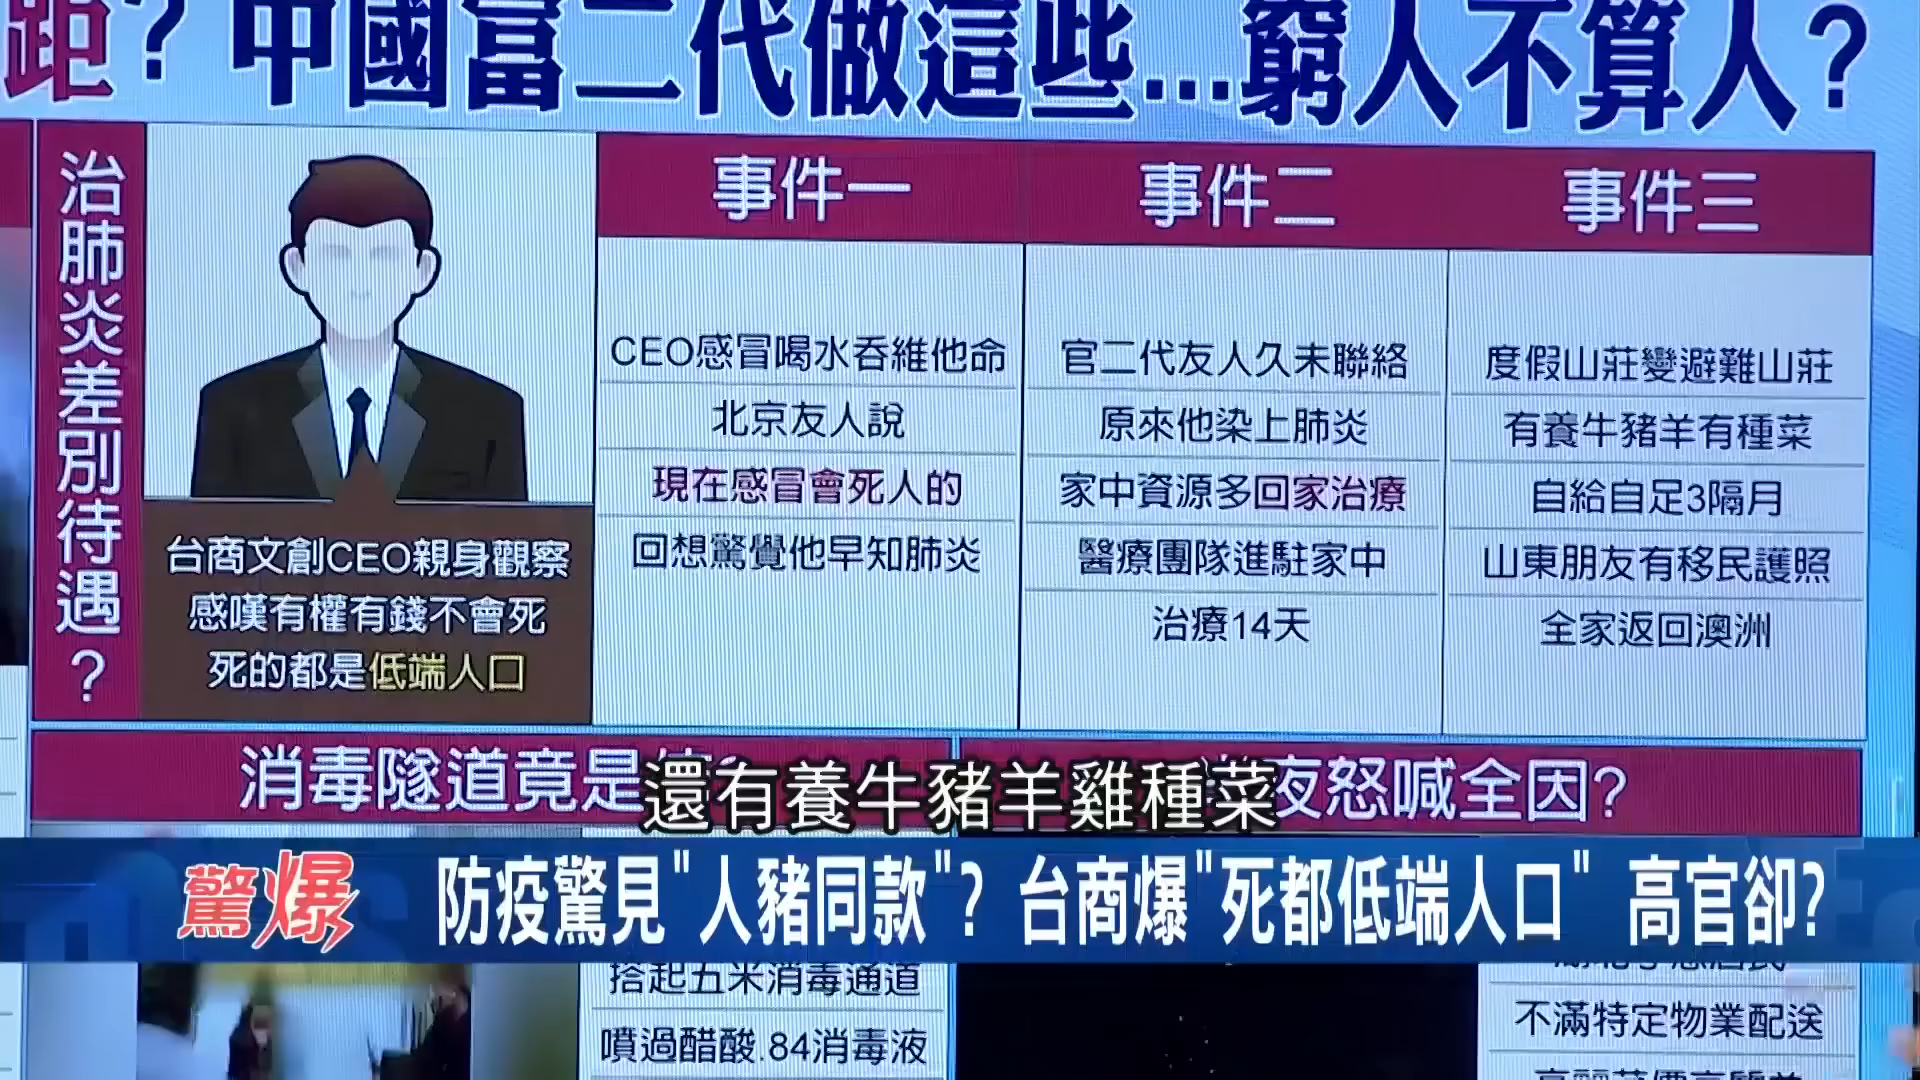 距?中國富二代做這些...窮人不算人?
治肺炎差別待遇?
台商文創CEO親身觀察
感嘆有權有錢不會死
死的都是低端人口
事件一
CEO感冒喝水吞維他命
北京友人說
現在感冒會死人的
回想驚覺他早知肺炎
事件二
官二代友人久未聯絡
原來他染上肺炎
家中資源多回家治療
醫療團隊進駐家中
治療14天
事件三
度假山莊變避難山莊
有養牛豬羊有種菜
自給自足3隔月
山東朋友有移民護照
全家返回澳洲
消毒隧道竟是
夜怒喊全因?
還有養牛豬羊雞種菜
驚爆
防疫驚見"人豬同款"? 台商爆"死都低端人口" 高官卻?
搭起五米消毒通道
噴過醋酸.84消毒液
不滿特定物業配送